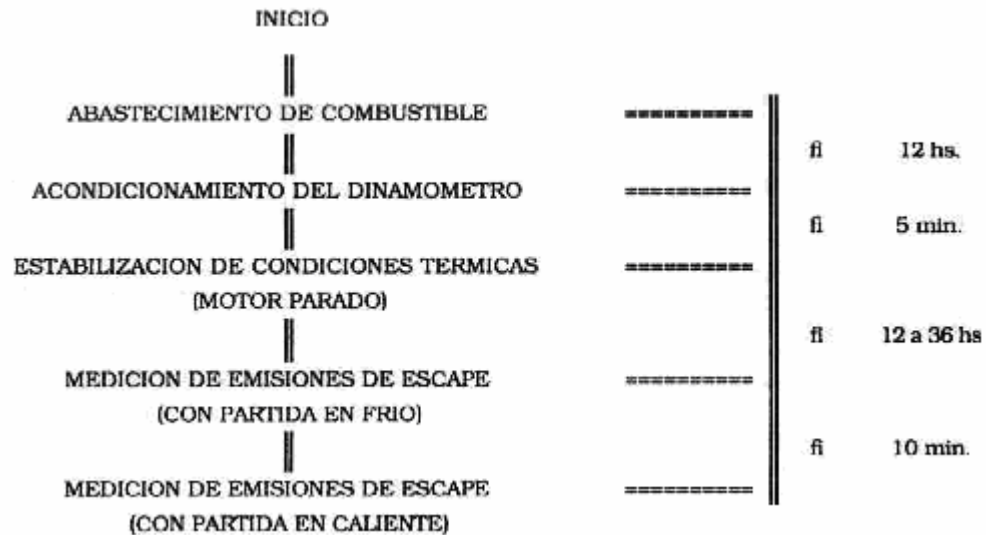 INICIO
ABASTECIMIENTO DE COMBUSTIBLE ==========
fi 12 hs.
ACONDICIONAMIENTO DEL DINAMOMETRO ==========
fi 5 min.
ESTABILIZACION DE CONDICIONES TERMICAS ==========
(MOTOR PARADO)
fi 12 a 36 hs
MEDICION DE EMISIONES DE ESCAPE ==========
(CON PARTIDA EN FRIO)
fi 10 min.
MEDICION DE EMISIONES DE ESCAPE ==========
(CON PARTIDA EN CALIENTE)